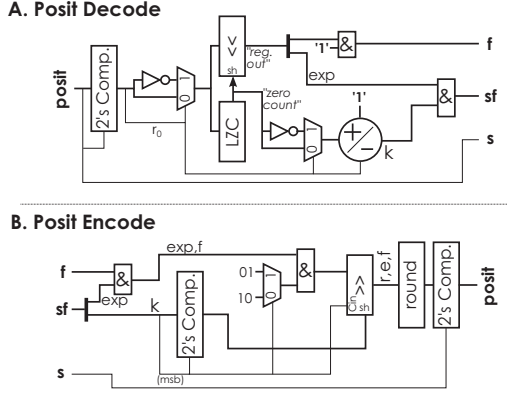 A. Posit Decode
posit
2's Comp.
r0
1
0
<<
sh
LZC
"reg. out"
"zero count"
'1'
&
f
exp
'1'
0 1
+
−
k
&
sf
s
B. Posit Encode
f
sf
s
&
exp
exp,f
k
2's Comp.
(msb)
01
10
1
0
&
>>
Cin
sh
r,e,f
round
2's Comp.
posit